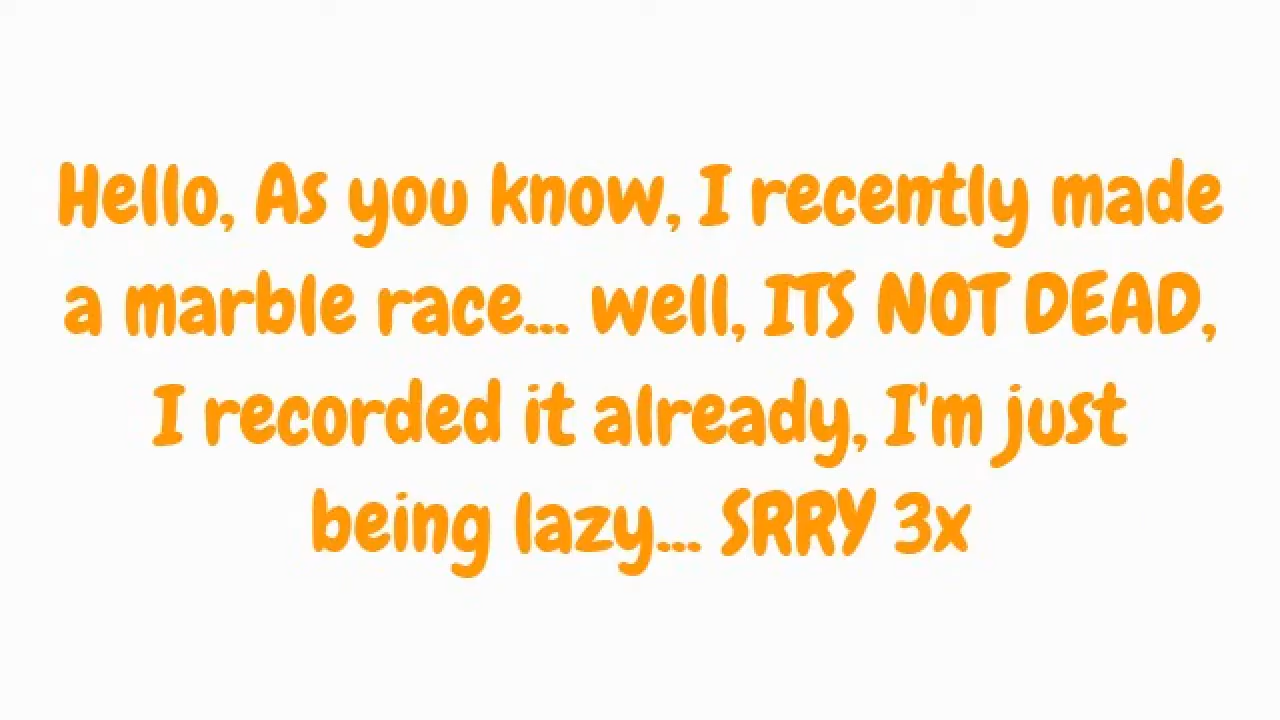 Hello, As you know, I recently made
a marble race... well, ITS NOT DEAD,
I recorded it already, I'm just
being lazy... SRRY 3x